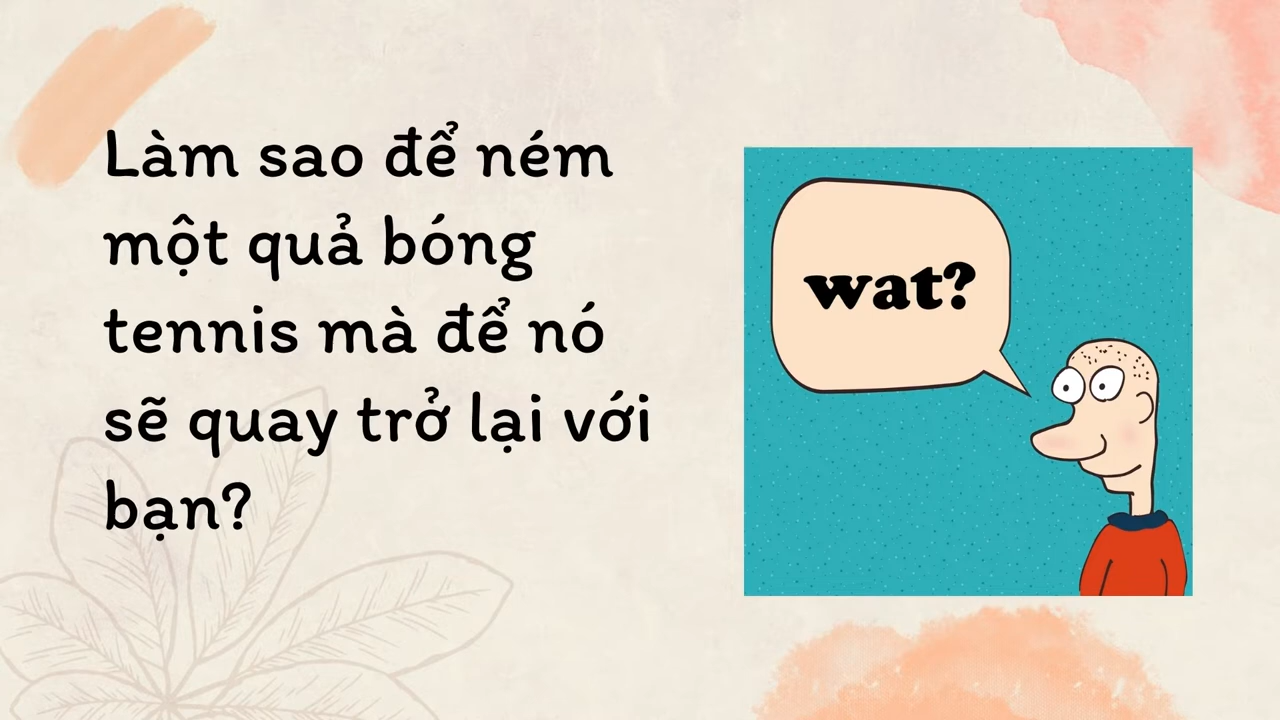 Làm sao để ném
một quả bóng
tennis mà để nó
sẽ quay trở lại với
bạn?
wat?